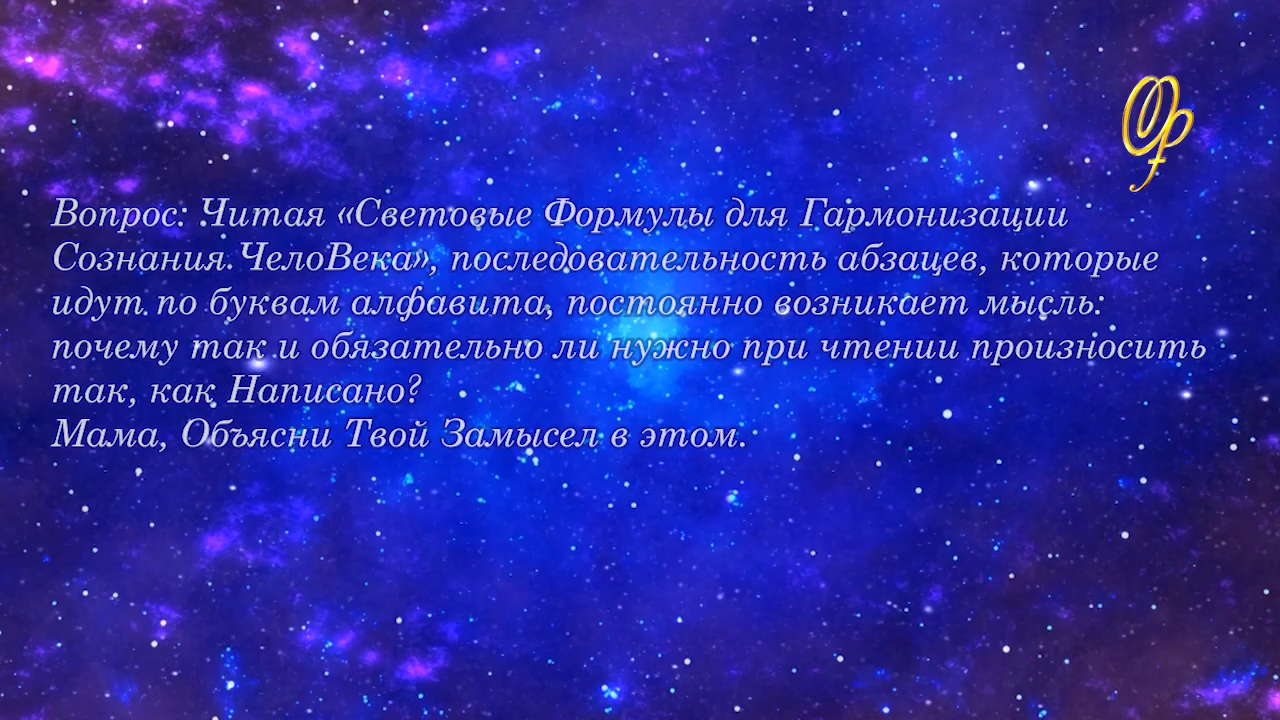 Вопрос: Читая «Световые Формулы для Гармонизации
Сознания ЧелоВека», последовательность абзацев, которые
идут по буквам алфавита, постоянно возникает мысль:
почему так и обязательно ли нужно при чтении произносить
так, как Написано?
Мама, Объясни Твой Замысел в этом.